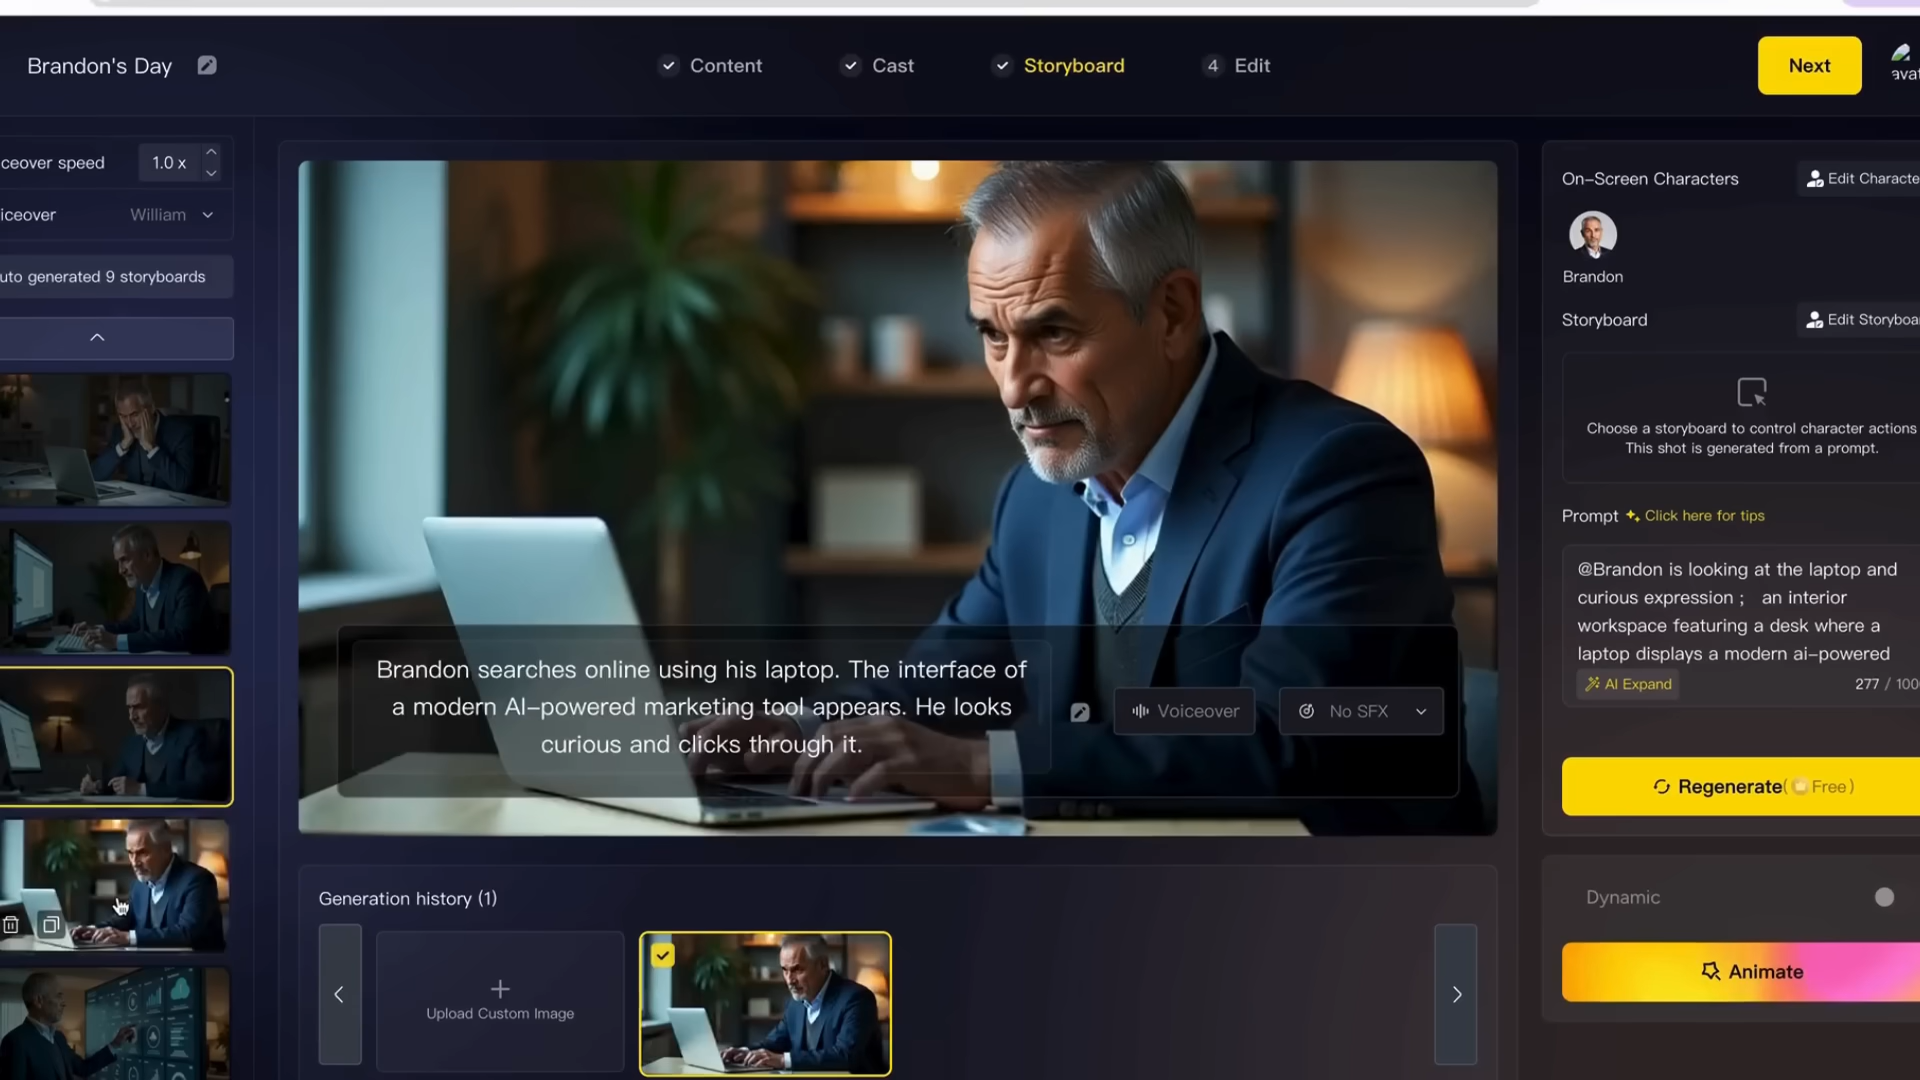 Brandon's Day
Content
Cast
Storyboard
4 Edit
Next
avat
ceover speed
1.0 x
iceover
William
uto generated 9 storyboards
Brandon searches online using his laptop. The interface of
a modern AI-powered marketing tool appears. He looks
curious and clicks through it.
Voiceover
No SFX
Generation history (1)
Upload Custom Image
On-Screen Characters
Edit Characte
Brandon
Storyboard
Edit Storyboar
Choose a storyboard to control character actions
This shot is generated from a prompt.
Prompt
Click here for tips
@Brandon is looking at the laptop and
curious expression ; an interior
workspace featuring a desk where a
laptop displays a modern ai-powered
AI Expand
277 / 100
Regenerate( Free )
Dynamic
Animate